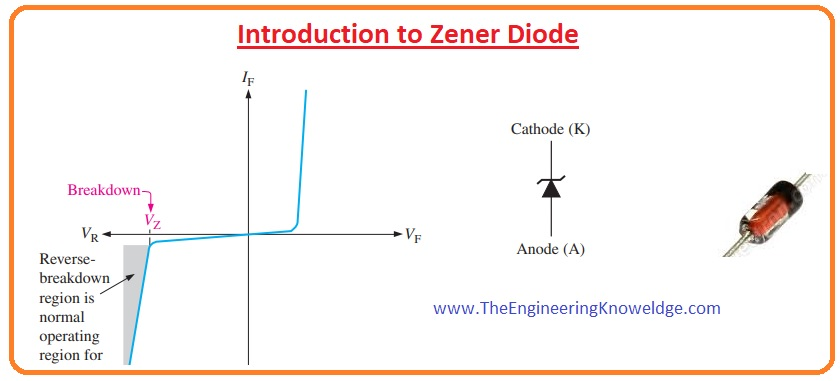 Introduction to Zener Diode
IF
Cathode (K)
Breakdown
VZ
VR
VF
Anode (A)
Reverse-
breakdown
region is
normal
operating
region for
www.TheEngineeringKnoweldge.com